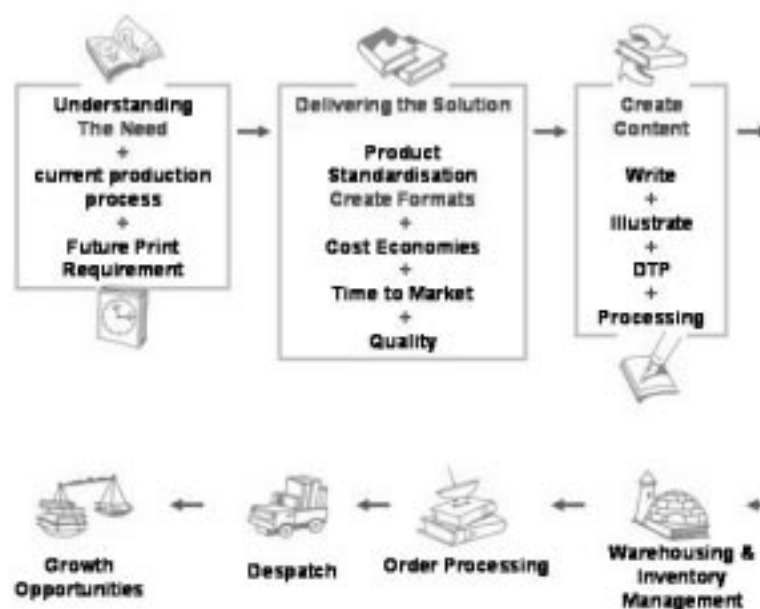 Understanding
The Need
+
current production
process
+
Future Print
Requirement
Delivering the Solution
Product
Standardisation
Create Formats
+
Cost Economies
+
Time to Market
+
Quality
Create
Content
Write
+
Illustrate
+
DTP
+
Processing
Growth
Opportunities
Despatch
Order Processing
Warehousing &
Inventory
Management